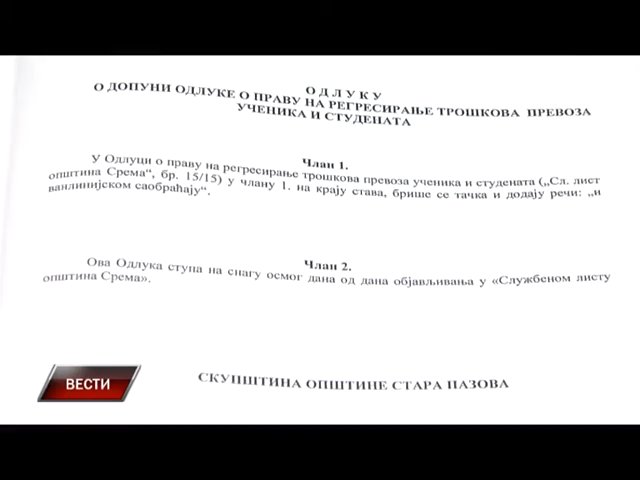 О Д Л У К У
О ДОПУНИ ОДЛУКЕ О ПРАВУ НА РЕГРЕСИРАЊЕ ТРОШКОВА ПРЕВОЗА
УЧЕНИКА И СТУДЕНАТА
Члан 1.
У Одлуци о праву на регресирање трошкова превоза ученика и студената („Сл. лист
општина Срема“, бр. 15/15) у члану 1. на крају става, брише се тачка и додају речи: „и
ванлинијском саобраћају“.
Члан 2.
Ова Одлука ступа на снагу осмог дана од дана објављивања у «Службеном листу
општина Срема».
СКУПШТИНА ОПШТИНЕ СТАРА ПАЗОВА
ВЕСТИ